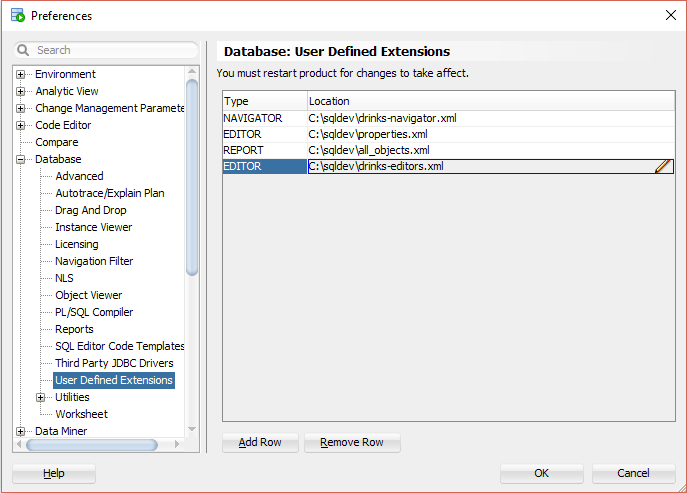 Preferences
Search
Environment
Analytic View
Change Management Paramete
Code Editor
Compare
Database
Advanced
Autotrace/Explain Plan
Drag And Drop
Instance Viewer
Licensing
Navigation Filter
NLS
Object Viewer
PL/SQL Compiler
Reports
SQL Editor Code Templates
Third Party JDBC Drivers
User Defined Extensions
Utilities
Worksheet
Data Miner
Database: User Defined Extensions
You must restart product for changes to take affect.
Type Location
NAVIGATOR C:\sqldev\drinks-navigator.xml
EDITOR C:\sqldev\properties.xml
REPORT C:\sqldev\all_objects.xml
EDITOR C:\sqldev\drinks-editors.xml
Add Row Remove Row
Help OK Cancel